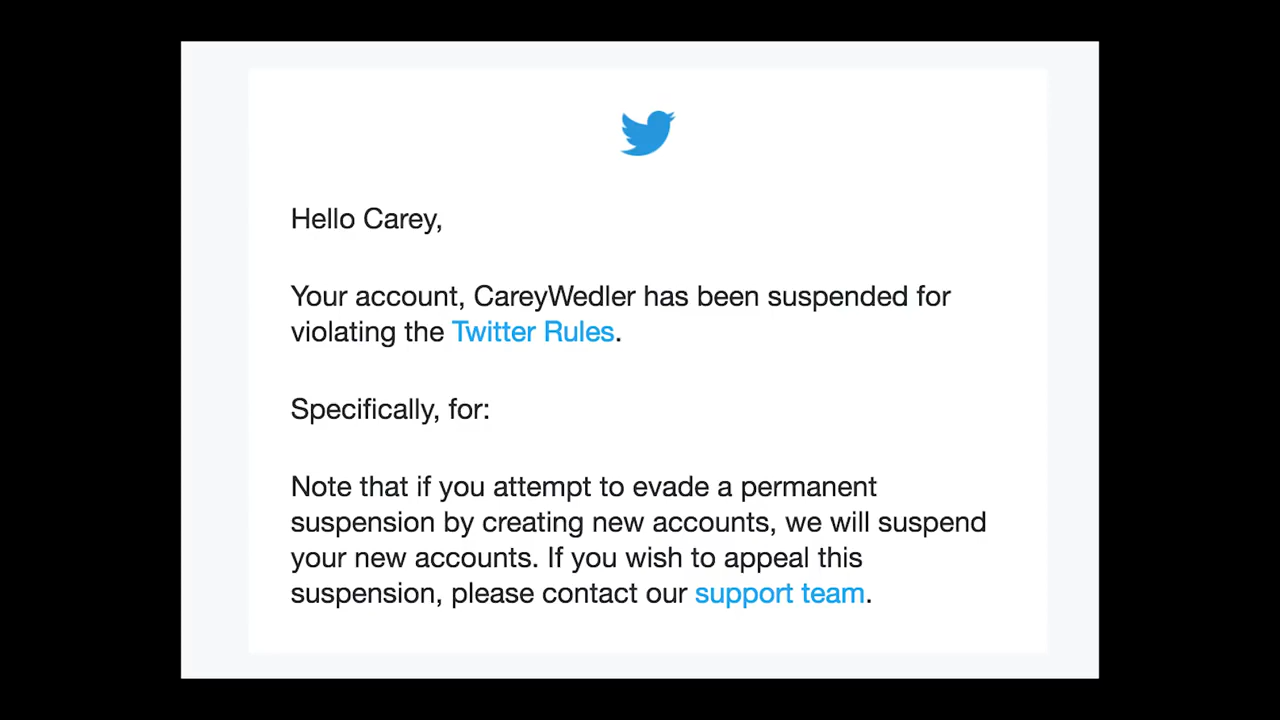 Hello Carey,
Your account, CareyWedler has been suspended for
violating the Twitter Rules.
Specifically, for:
Note that if you attempt to evade a permanent
suspension by creating new accounts, we will suspend
your new accounts. If you wish to appeal this
suspension, please contact our support team.